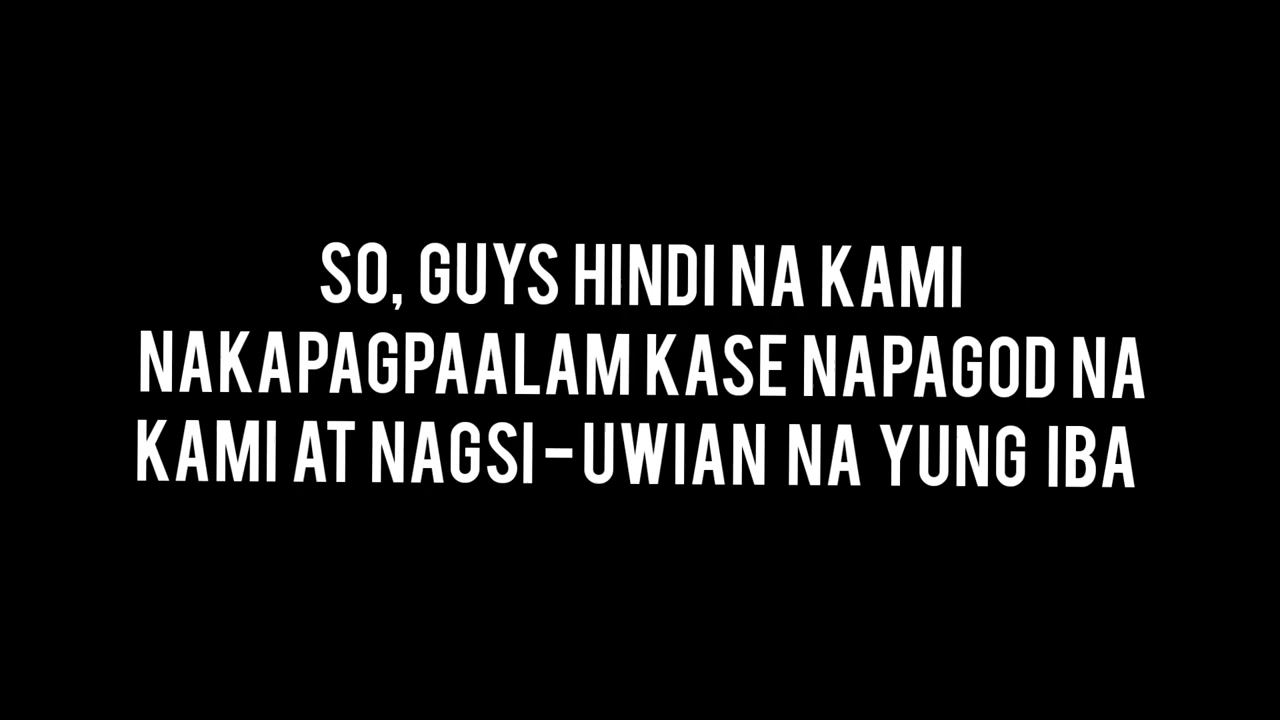 SO, GUYS HINDI NA KAMI
NAKAPAGPAALAM KASE NAPAGOD NA
KAMI AT NAGSI-UWIAN NA YUNG IBA